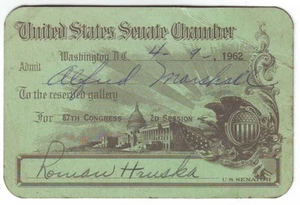 United States Senate Chamber
Washington D.C. 4-9-, 1962
Admit Alfred Marshal
To the reserved gallery
For 87TH CONGRESS 2D SESSION
Roman Hruska
U.S. SENATOR